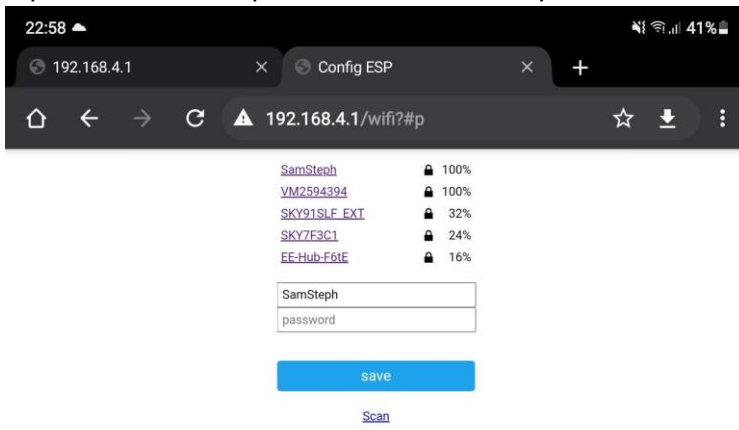 22:58 41%
192.168.4.1 Config ESP
192.168.4.1/wifi?#p
SamSteph 100%
VM2594394 100%
SKY91SLF_EXT 32%
SKY7F3C1 24%
EE-Hub-F6tE 16%
SamSteph
password
save
Scan